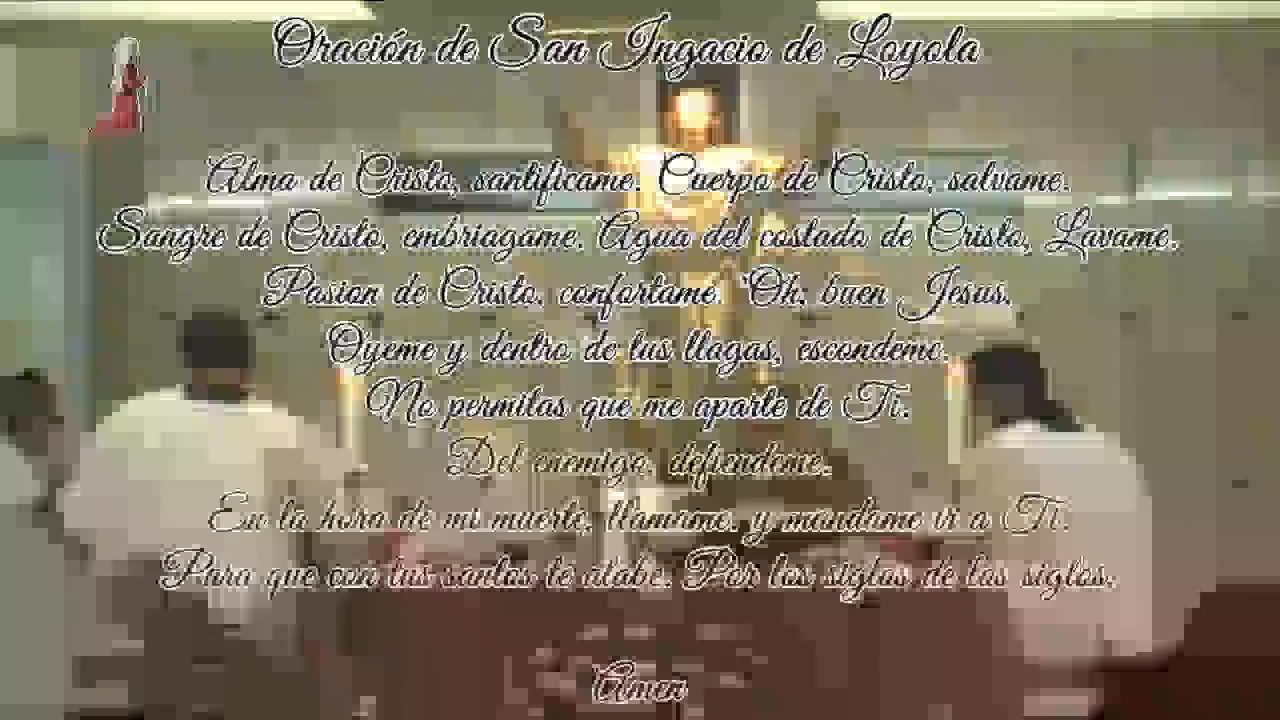 Oración de San Ingacio de Loyola
Alma de Cristo, santificame. Cuerpo de Cristo, salvame.
Sangre de Cristo, embriagame. Agua del costado de Cristo, Lavame.
Pasion de Cristo, confortame. Oh, buen Jesus,
Oyeme y dentro de tus llagas, escondeme.
No permitas que me aparte de Ti.
Del enemigo, defiendeme.
En la hora de mi muerte, llamame, y mandame ir a Ti.
Para que con tus santos te alabe. Por los siglos de los siglos.
Amen